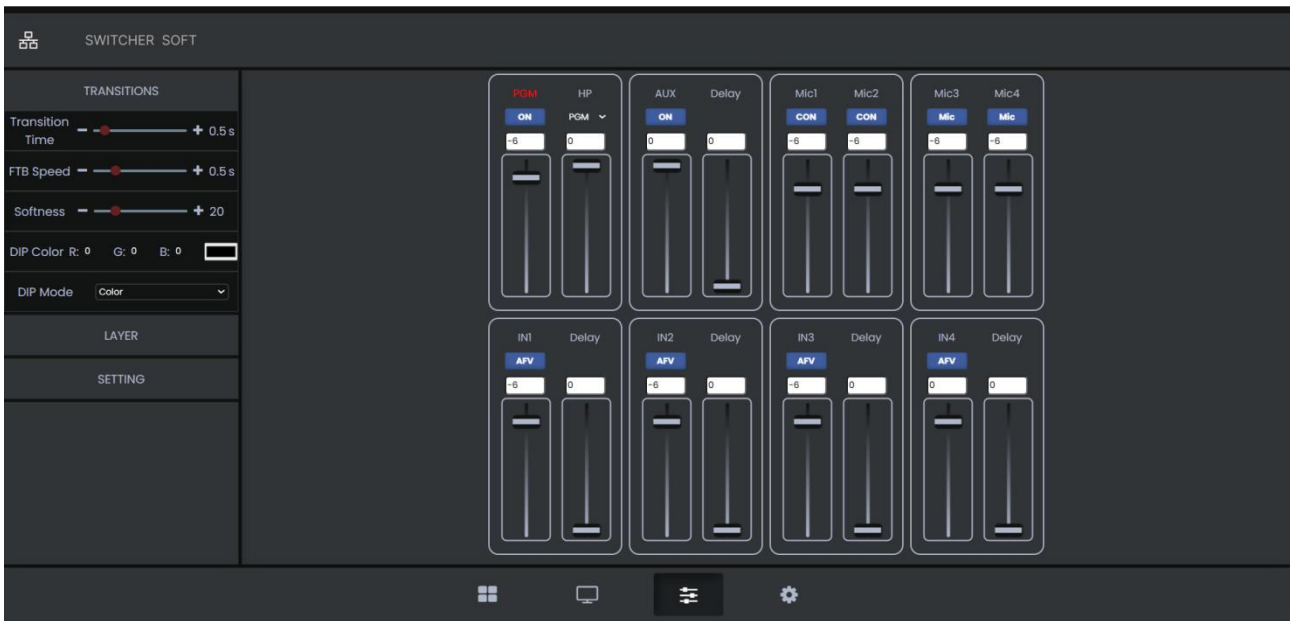 SWITCHER SOFT
TRANSITIONS
Transition Time 0.5 s
FTB Speed 0.5 s
Softness 20
DIP Color R: 0 G: 0 B: 0
DIP Mode Color
LAYER
SETTING
PGM HP AUX Delay Mic1 Mic2 Mic3 Mic4
ON PGM ON CON CON Mic Mic
-6 0 0 0 -6 -6 -6 -6
IN1 Delay IN2 Delay IN3 Delay IN4 Delay
AFV AFV AFV AFV
-6 0 -6 0 -6 0 0 0